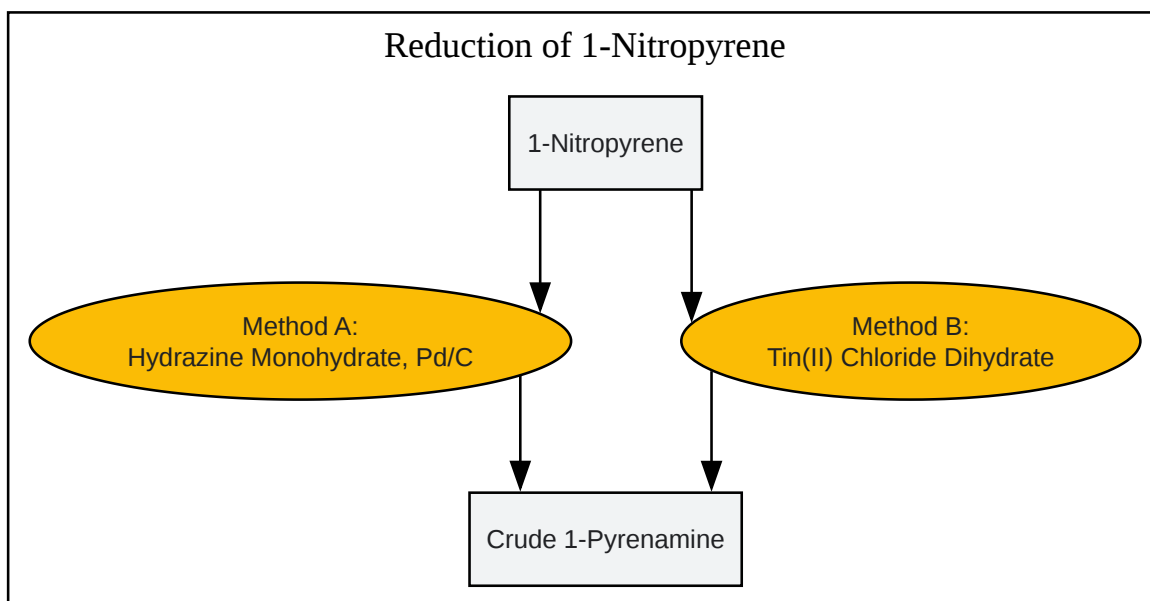 Reduction of 1-Nitropyrene
1-Nitropyrene
Method A:
Hydrazine Monohydrate, Pd/C
Method B:
Tin(II) Chloride Dihydrate
Crude 1-Pyrenamine